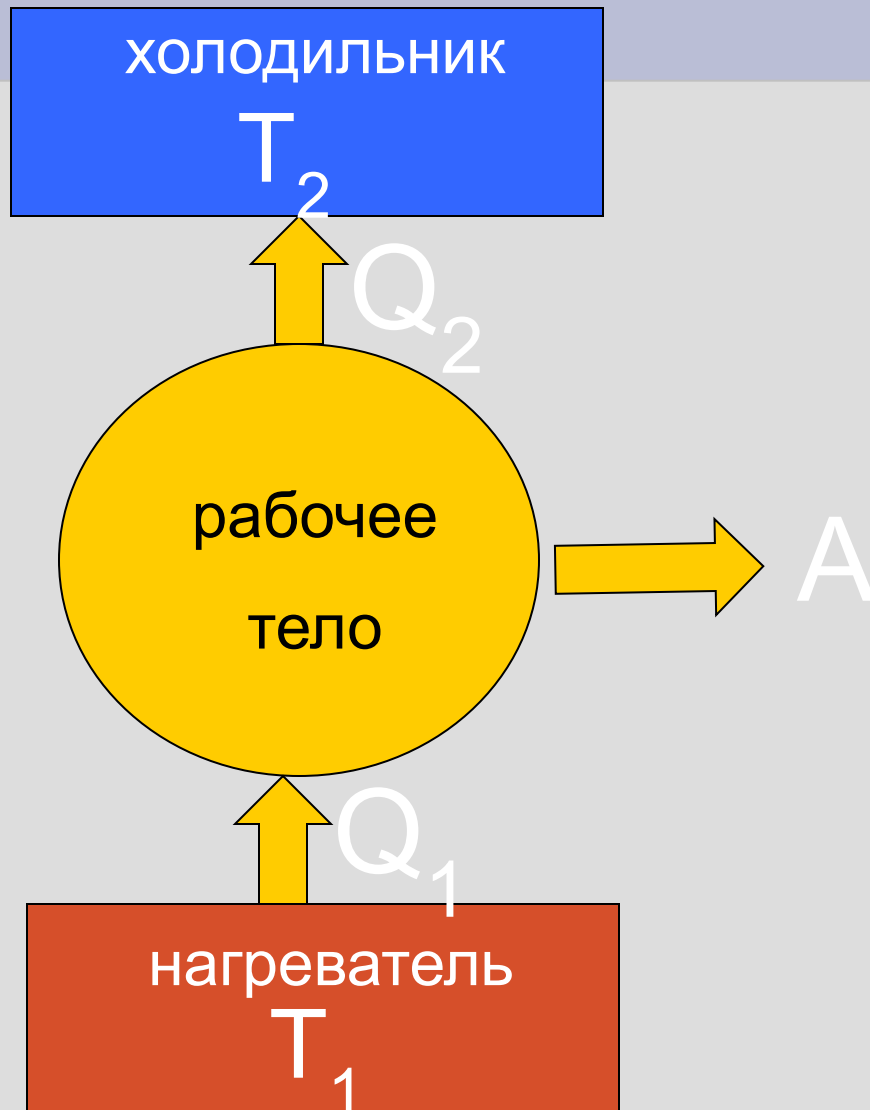 холодильник
T2
Q2
рабочее
тело
A
Q1
нагреватель
T1